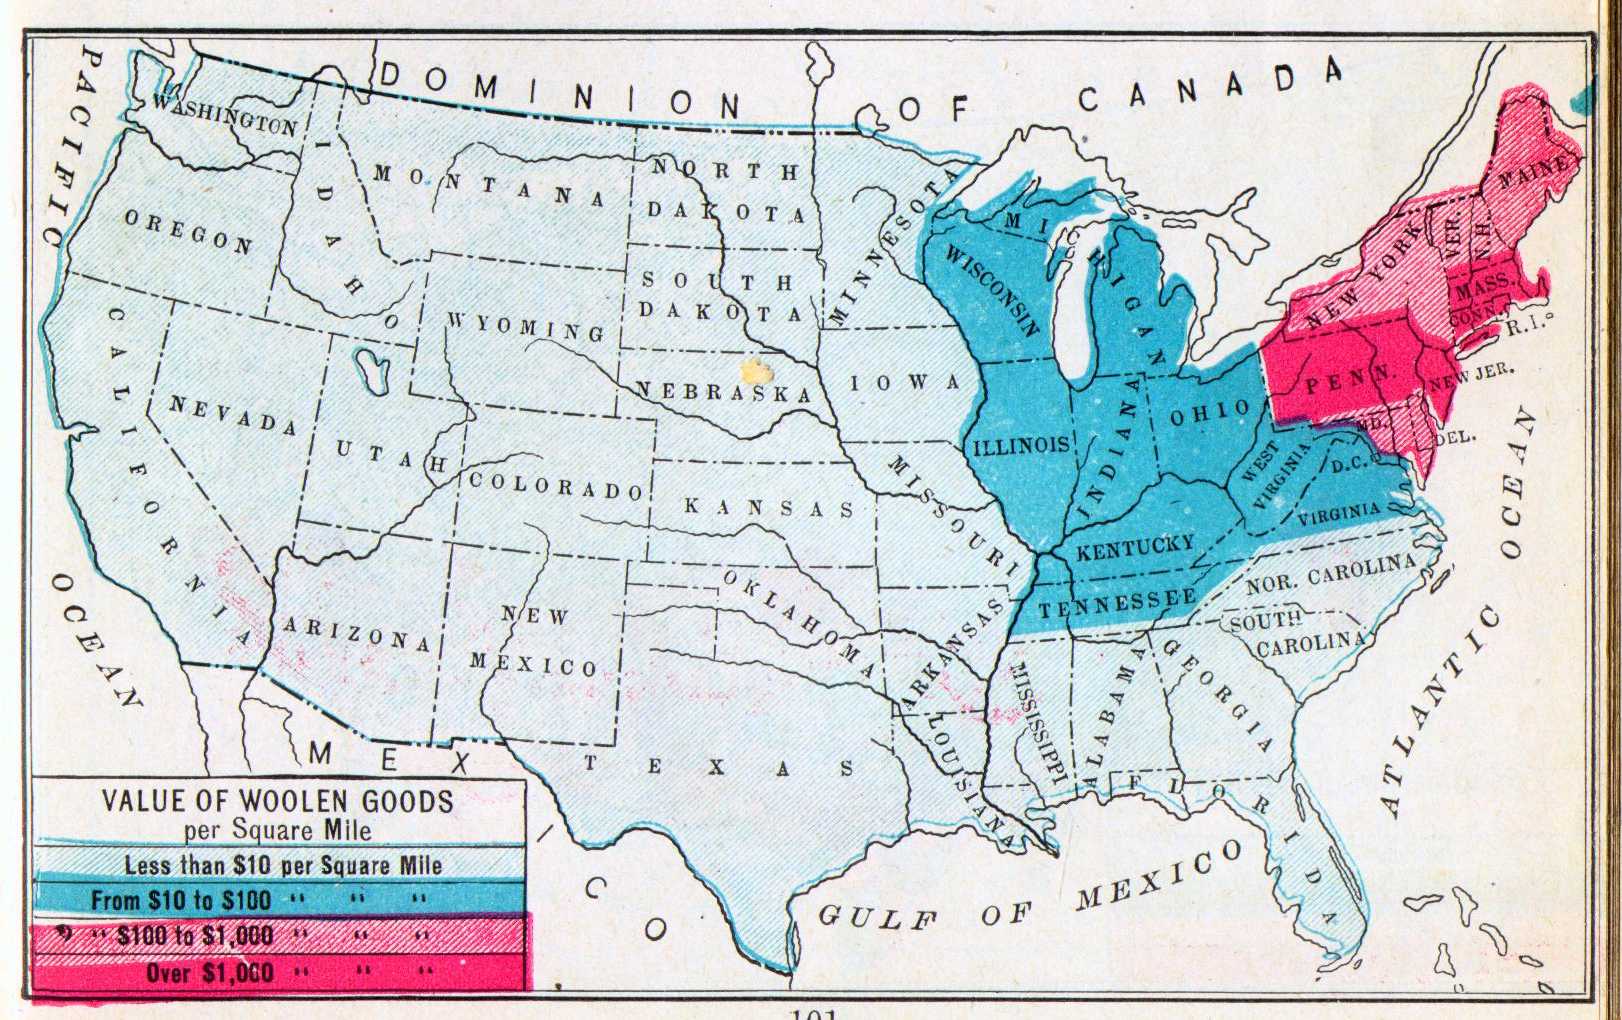 DOMINION OF CANADA
PACIFIC
OCEAN
WASHINGTON
IDAHO
MONTANA
NORTH
DAKOTA
MINNESOTA
OREGON
SOUTH
DAKOTA
WYOMING
CALIFORNIA
NEVADA
UTAH
NEBRASKA
IOWA
WISCONSIN
MICHIGAN
COLORADO
KANSAS
MISSOURI
ILLINOIS
INDIANA
OHIO
WEST
VIRGINIA
VIRGINIA
D.C.
KENTUCKY
TENNESSEE
NOR. CAROLINA
SOUTH
CAROLINA
ARIZONA
NEW
MEXICO
OKLAHOMA
ARKANSAS
TEXAS
LOUISIANA
MISSISSIPPI
ALABAMA
GEORGIA
FLORIDA
MAINE
VER.
N.H.
NEW YORK
MASS.
CONN.
R.I.
PENN.
NEW JER.
MD.
DEL.
ATLANTIC OCEAN
GULF OF MEXICO
MEXICO
VALUE OF WOOLEN GOODS
per Square Mile
Less than $10 per Square Mile
From $10 to $100 " " "
" $100 to $1,000 " " "
Over $1,000 " " "
101